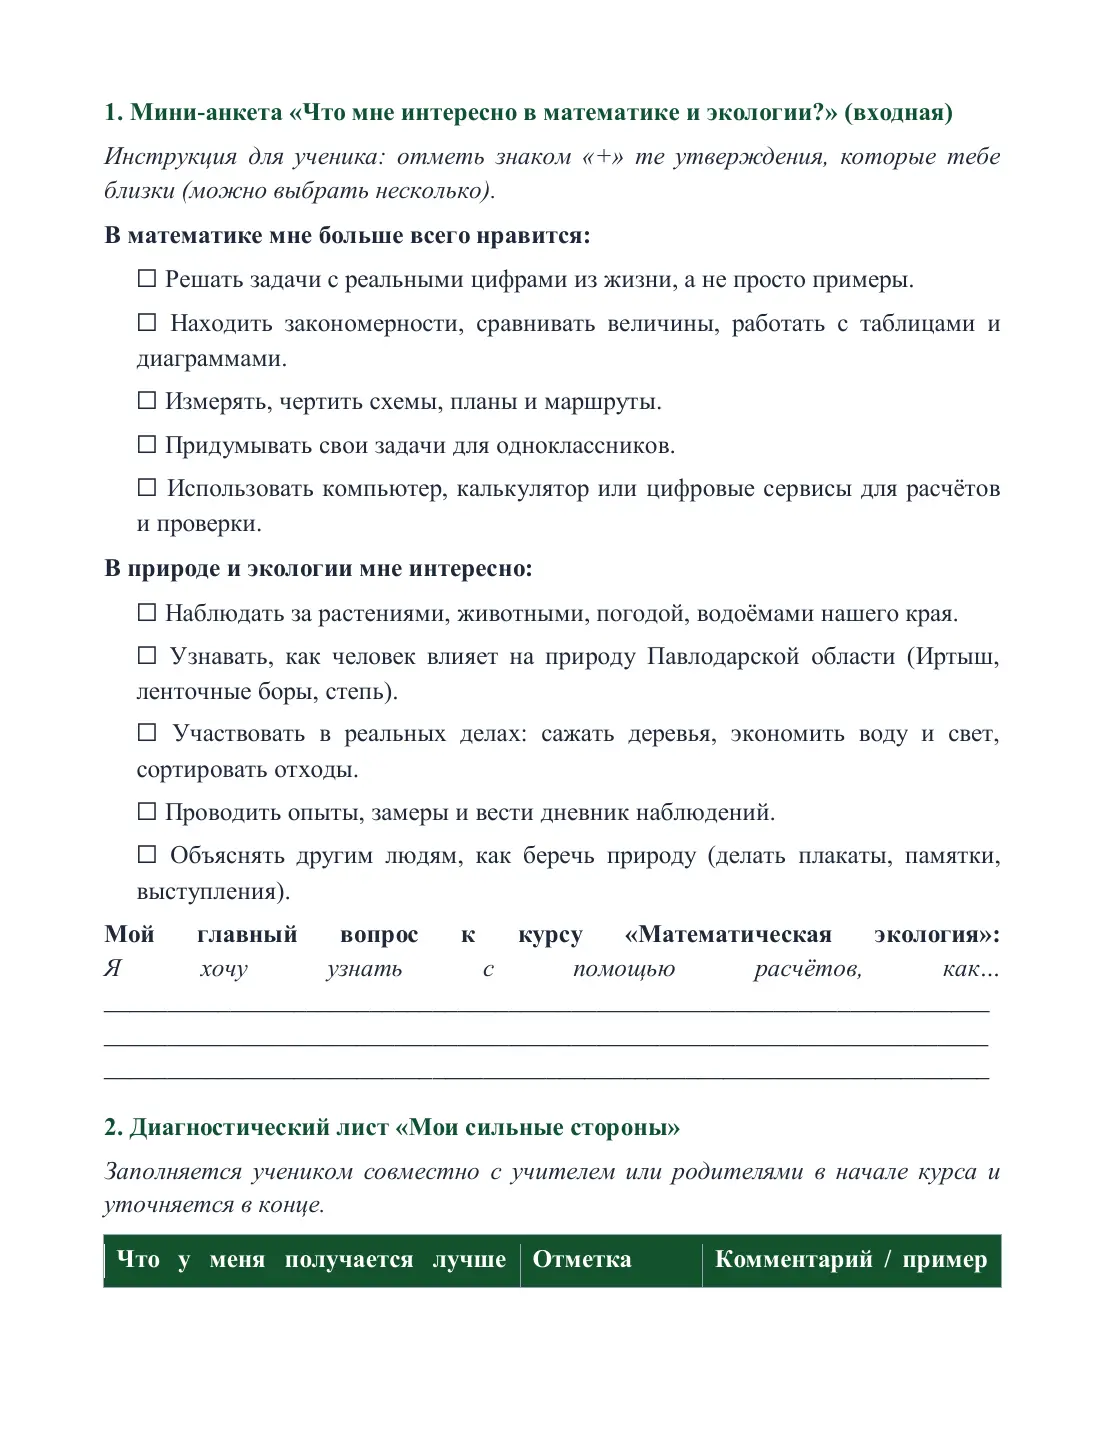 1. Мини-анкета «Что мне интересно в математике и экологии?» (входная)
Инструкция для ученика: отметь знаком «+» те утверждения, которые тебе
близки (можно выбрать несколько).
В математике мне больше всего нравится:
☐ Решать задачи с реальными цифрами из жизни, а не просто примеры.
☐ Находить закономерности, сравнивать величины, работать с таблицами и
диаграммами.
☐ Измерять, чертить схемы, планы и маршруты.
☐ Придумывать свои задачи для одноклассников.
☐ Использовать компьютер, калькулятор или цифровые сервисы для расчётов
и проверки.
В природе и экологии мне интересно:
☐ Наблюдать за растениями, животными, погодой, водоёмами нашего края.
☐ Узнавать, как человек влияет на природу Павлодарской области (Иртыш,
ленточные боры, степь).
☐ Участвовать в реальных делах: сажать деревья, экономить воду и свет,
сортировать отходы.
☐ Проводить опыты, замеры и вести дневник наблюдений.
☐ Объяснять другим людям, как беречь природу (делать плакаты, памятки,
выступления).
Мой главный вопрос к курсу «Математическая экология»:
Я хочу узнать с помощью расчётов, как…
2. Диагностический лист «Мои сильные стороны»
Заполняется учеником совместно с учителем или родителями в начале курса и
уточняется в конце.
Что у меня получается лучше Отметка Комментарий / пример